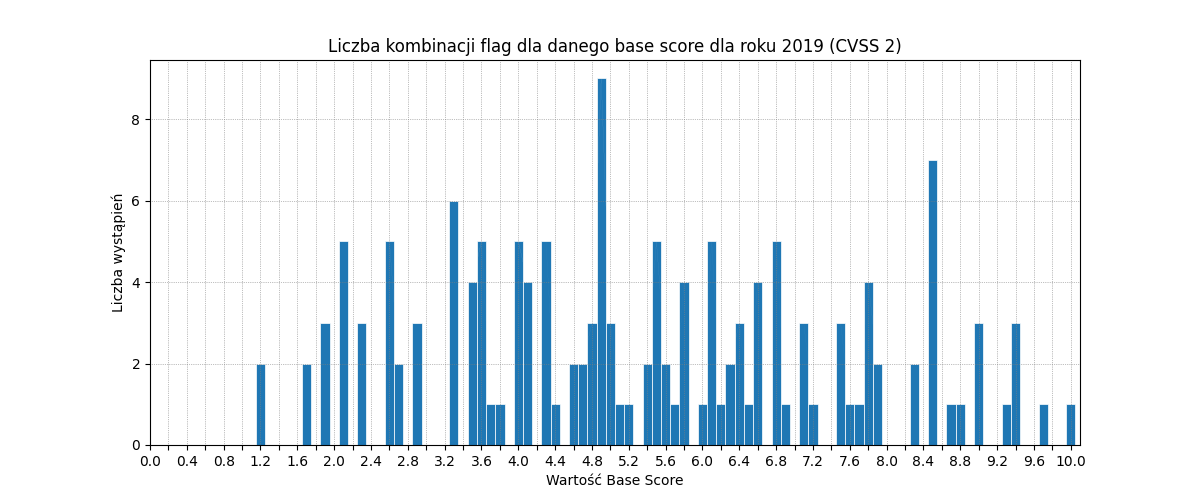 Liczba kombinacji flag dla danego base score dla roku 2019 (CVSS 2)
Liczba wystąpień
8
6
4
2
0
0.0 0.4 0.8 1.2 1.6 2.0 2.4 2.8 3.2 3.6 4.0 4.4 4.8 5.2 5.6 6.0 6.4 6.8 7.2 7.6 8.0 8.4 8.8 9.2 9.6 10.0
Wartość Base Score